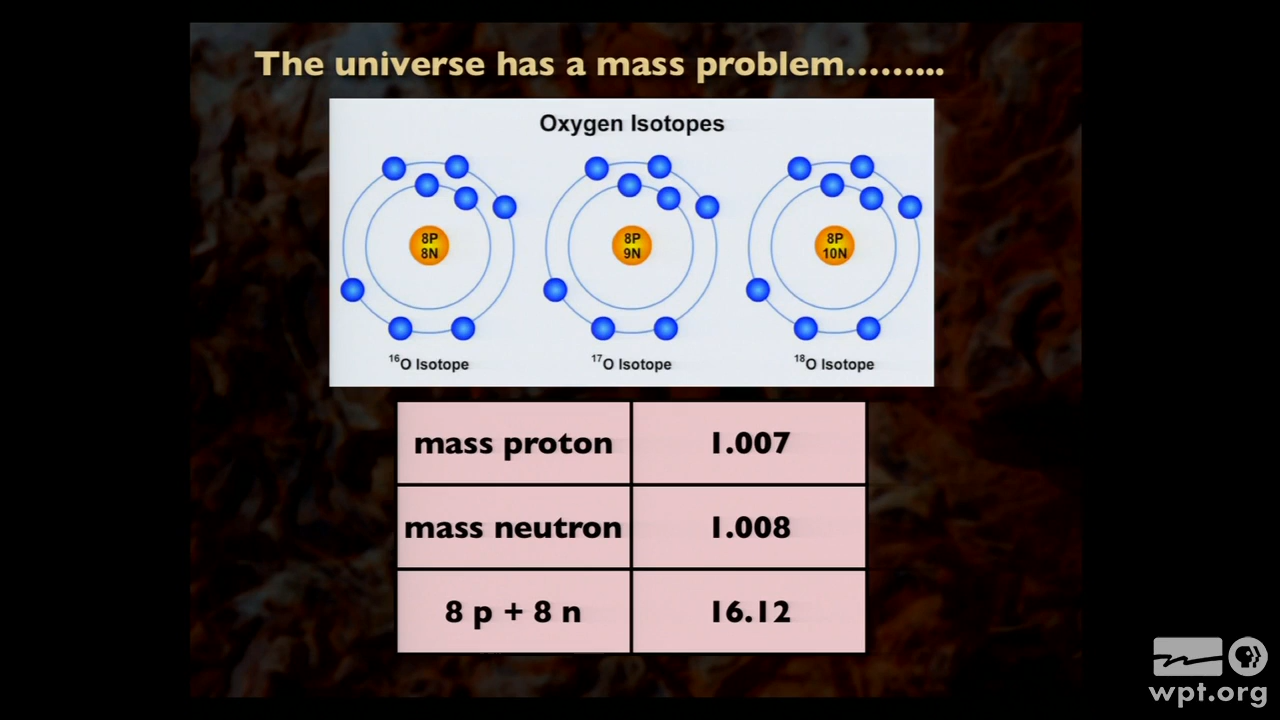 The universe has a mass problem.........
Oxygen Isotopes
8P
8N
8P
9N
8P
10N
¹⁶O Isotope
¹⁷O Isotope
¹⁸O Isotope
mass proton 1.007
mass neutron 1.008
8 p + 8 n 16.12
wpt.org